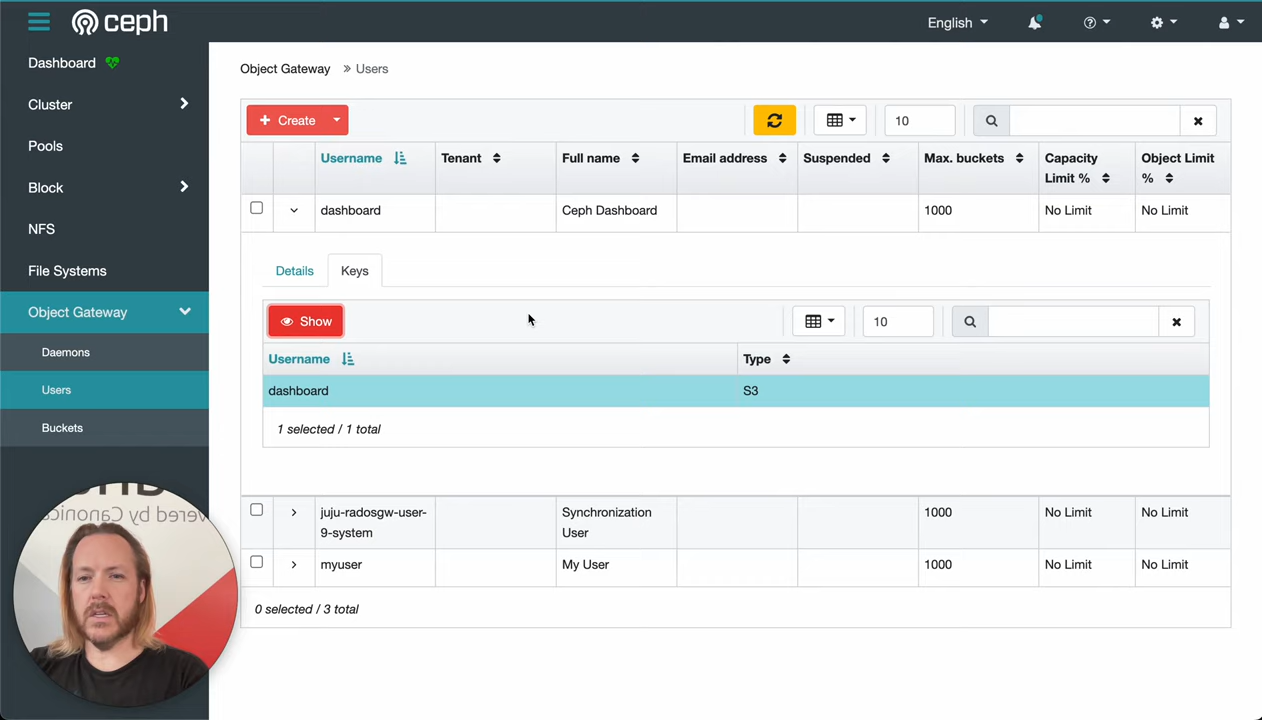 ceph
English
Dashboard
Cluster
Pools
Block
NFS
File Systems
Object Gateway
Daemons
Users
Buckets
Object Gateway » Users
+ Create
10
Username Tenant Full name Email address Suspended Max. buckets Capacity Limit % Object Limit %
dashboard Ceph Dashboard 1000 No Limit No Limit
Details Keys
Show
10
Username Type
dashboard S3
1 selected / 1 total
juju-radosgw-user-9-system Synchronization User 1000 No Limit No Limit
myuser My User 1000 No Limit No Limit
0 selected / 3 total